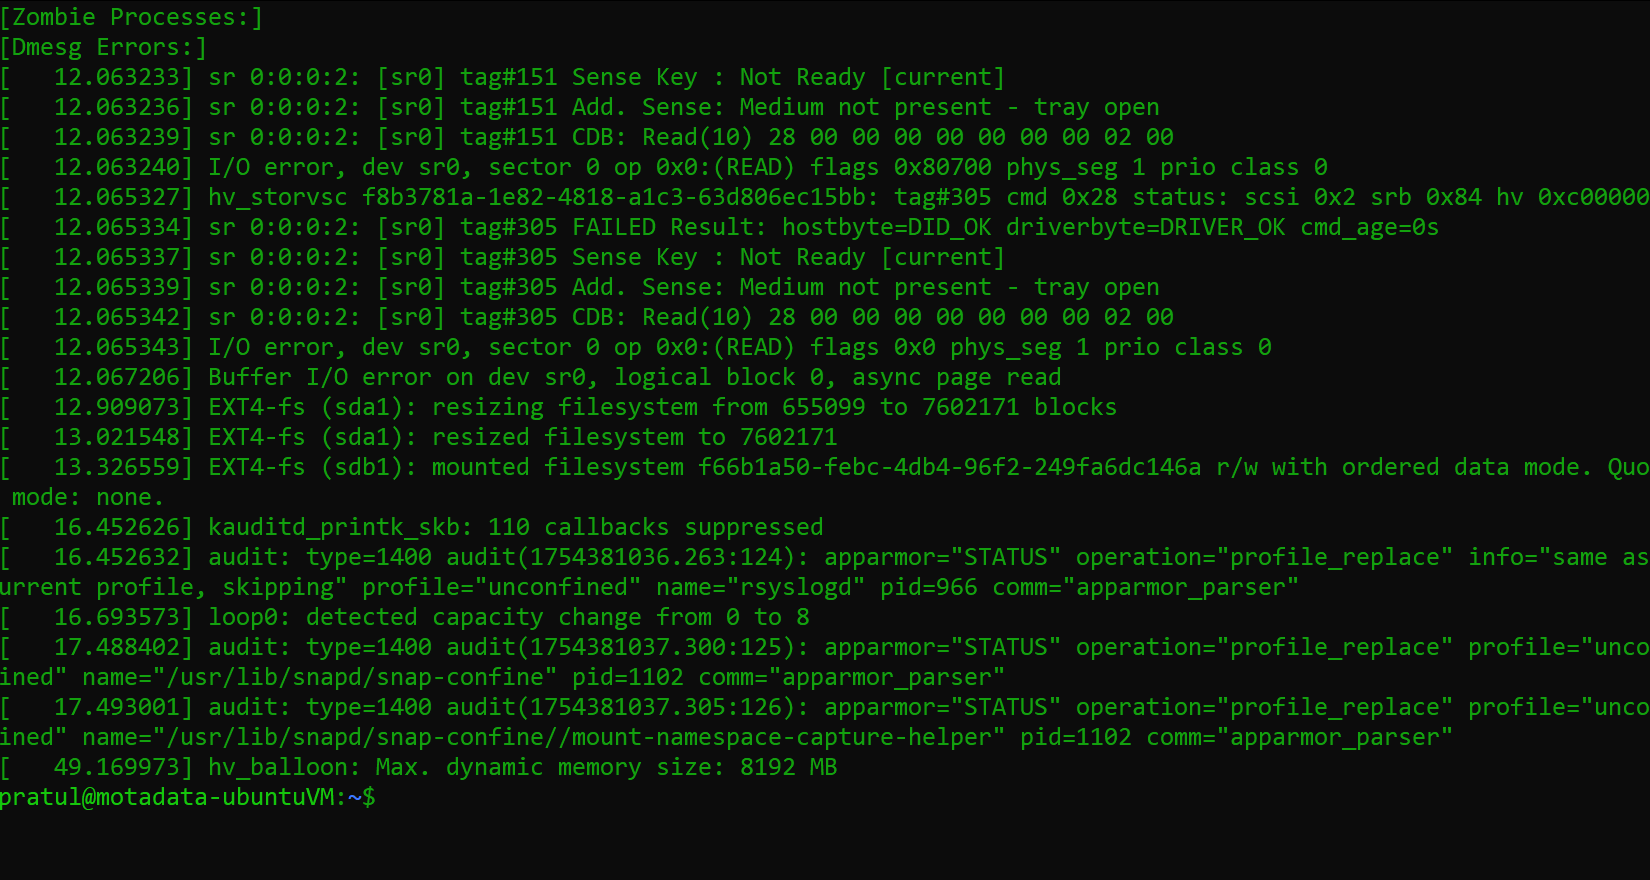 [Zombie Processes:]
[Dmesg Errors:]
[   12.063233] sr 0:0:0:2: [sr0] tag#151 Sense Key : Not Ready [current]
[   12.063236] sr 0:0:0:2: [sr0] tag#151 Add. Sense: Medium not present - tray open
[   12.063239] sr 0:0:0:2: [sr0] tag#151 CDB: Read(10) 28 00 00 00 00 00 00 00 02 00
[   12.063240] I/O error, dev sr0, sector 0 op 0x0:(READ) flags 0x80700 phys_seg 1 prio class 0
[   12.065327] hv_storvsc f8b3781a-1e82-4818-a1c3-63d806ec15bb: tag#305 cmd 0x28 status: scsi 0x2 srb 0x84 hv 0xc00000
[   12.065334] sr 0:0:0:2: [sr0] tag#305 FAILED Result: hostbyte=DID_OK driverbyte=DRIVER_OK cmd_age=0s
[   12.065337] sr 0:0:0:2: [sr0] tag#305 Sense Key : Not Ready [current]
[   12.065339] sr 0:0:0:2: [sr0] tag#305 Add. Sense: Medium not present - tray open
[   12.065342] sr 0:0:0:2: [sr0] tag#305 CDB: Read(10) 28 00 00 00 00 00 00 00 02 00
[   12.065343] I/O error, dev sr0, sector 0 op 0x0:(READ) flags 0x0 phys_seg 1 prio class 0
[   12.067206] Buffer I/O error on dev sr0, logical block 0, async page read
[   12.909073] EXT4-fs (sda1): resizing filesystem from 655099 to 7602171 blocks
[   13.021548] EXT4-fs (sda1): resized filesystem to 7602171
[   13.326559] EXT4-fs (sdb1): mounted filesystem f66b1a50-febc-4db4-96f2-249fa6dc146a r/w with ordered data mode. Quo
 mode: none.
[   16.452626] kauditd_printk_skb: 110 callbacks suppressed
[   16.452632] audit: type=1400 audit(1754381036.263:124): apparmor="STATUS" operation="profile_replace" info="same as
urrent profile, skipping" profile="unconfined" name="rsyslogd" pid=966 comm="apparmor_parser"
[   16.693573] loop0: detected capacity change from 0 to 8
[   17.488402] audit: type=1400 audit(1754381037.300:125): apparmor="STATUS" operation="profile_replace" profile="unco
ined" name="/usr/lib/snapd/snap-confine" pid=1102 comm="apparmor_parser"
[   17.493001] audit: type=1400 audit(1754381037.305:126): apparmor="STATUS" operation="profile_replace" profile="unco
ined" name="/usr/lib/snapd/snap-confine//mount-namespace-capture-helper" pid=1102 comm="apparmor_parser"
[   49.169973] hv_balloon: Max. dynamic memory size: 8192 MB
pratul@motadata-ubuntuVM:~$